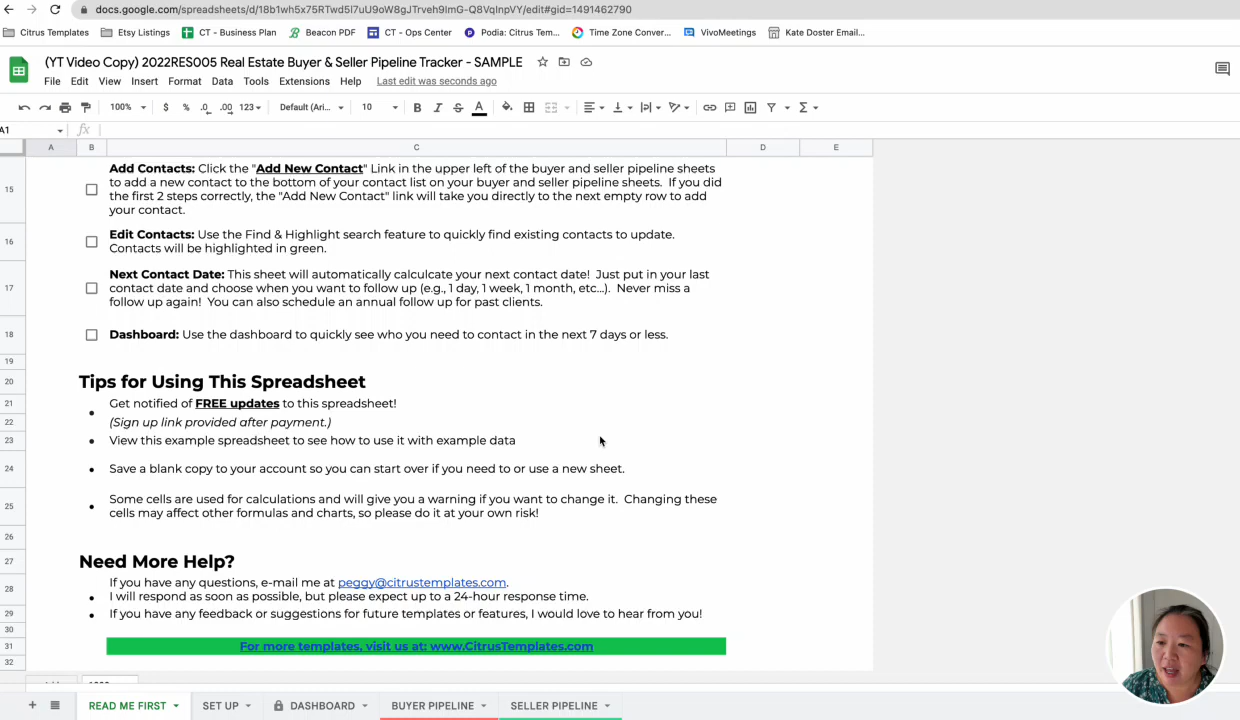 docs.google.com/spreadsheets/d/18b1wh5x75RTwd5l7uU9oW8gJTrveh9lmG-Q8VqInpVY/edit#gid=1491462790
Citrus Templates Etsy Listings CT - Business Plan Beacon PDF CT - Ops Center Podia: Citrus Tem... Time Zone Conver... VivoMeetings Kate Doster Email...
(YT Video Copy) 2022RES005 Real Estate Buyer & Seller Pipeline Tracker - SAMPLE
File Edit View Insert Format Data Tools Extensions Help Last edit was seconds ago
100% $ % .0 .00 123 Default (Ari... 10 B I S A
A1 fx
A B C D E
15 Add Contacts: Click the "Add New Contact" Link in the upper left of the buyer and seller pipeline sheets
to add a new contact to the bottom of your contact list on your buyer and seller pipeline sheets. If you did
the first 2 steps correctly, the "Add New Contact" link will take you directly to the next empty row to add
your contact.
16 Edit Contacts: Use the Find & Highlight search feature to quickly find existing contacts to update.
Contacts will be highlighted in green.
17 Next Contact Date: This sheet will automatically calculcate your next contact date! Just put in your last
contact date and choose when you want to follow up (e.g., 1 day, 1 week, 1 month, etc...). Never miss a
follow up again! You can also schedule an annual follow up for past clients.
18 Dashboard: Use the dashboard to quickly see who you need to contact in the next 7 days or less.
19
20 Tips for Using This Spreadsheet
21 Get notified of FREE updates to this spreadsheet!
22 (Sign up link provided after payment.)
23 View this example spreadsheet to see how to use it with example data
24 Save a blank copy to your account so you can start over if you need to or use a new sheet.
25 Some cells are used for calculations and will give you a warning if you want to change it. Changing these
cells may affect other formulas and charts, so please do it at your own risk!
26
27 Need More Help?
28 If you have any questions, e-mail me at peggy@citrustemplates.com.
I will respond as soon as possible, but please expect up to a 24-hour response time.
29 If you have any feedback or suggestions for future templates or features, I would love to hear from you!
30
31 For more templates, visit us at: www.CitrusTemplates.com
32
READ ME FIRST SET UP DASHBOARD BUYER PIPELINE SELLER PIPELINE